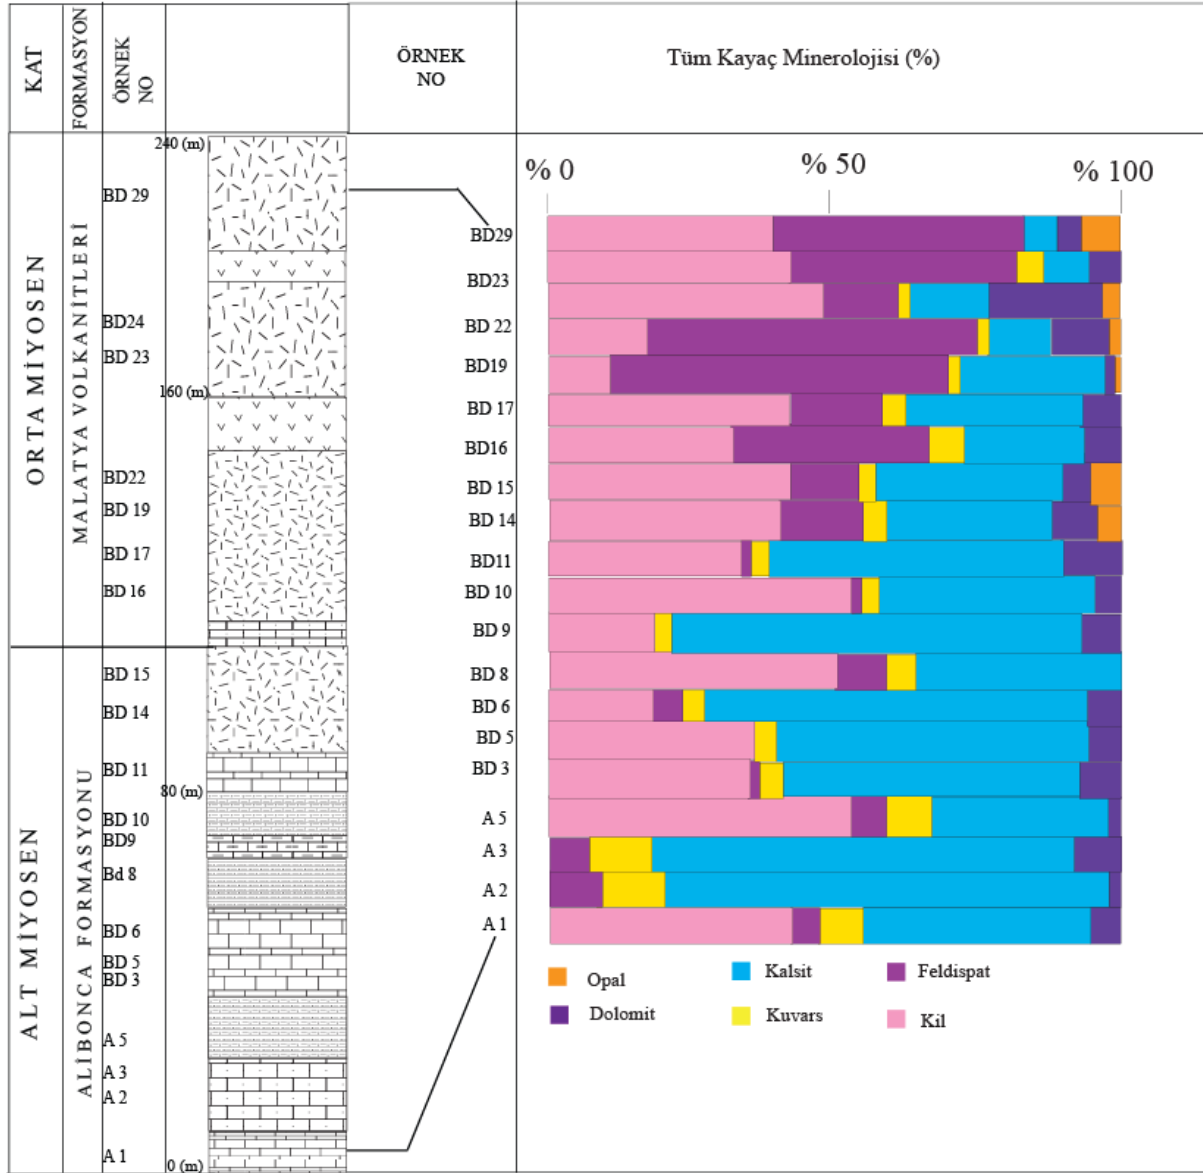 KAT
FORMASYON
ÖRNEK
NO
ÖRNEK
NO
Tüm Kayaç Minerolojisi (%)
ORTA MİYOSEN
MALATYA VOLKANİTLERİ
ALT MİYOSEN
ALİBONCA FORMASYONU
240 (m)
BD 29
BD24
BD 23
160 (m)
BD22
BD 19
BD 17
BD 16
BD 15
BD 14
BD 11
80 (m)
BD 10
BD9
Bd 8
BD 6
BD 5
BD 3
A 5
A 3
A 2
A 1
0 (m)
% 0
% 50
% 100
BD29
BD23
BD 22
BD19
BD 17
BD16
BD 15
BD 14
BD11
BD 10
BD 9
BD 8
BD 6
BD 5
BD 3
A 5
A 3
A 2
A 1
Opal
Kalsit
Feldispat
Dolomit
Kuvars
Kil